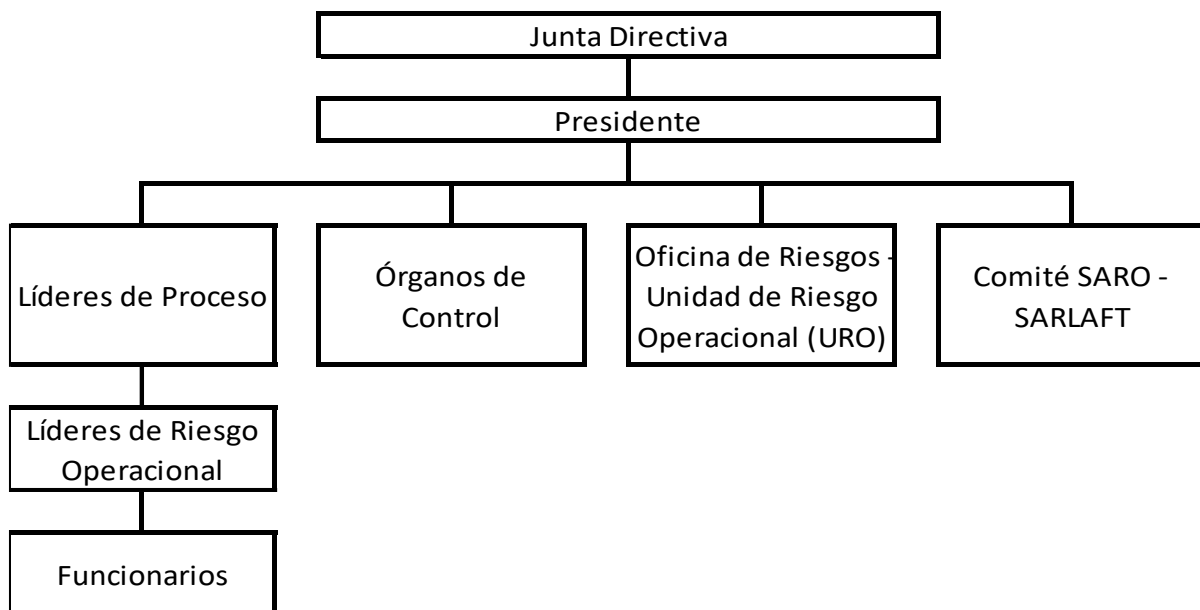 Junta Directiva
Presidente
Líderes de Proceso
Órganos de
Control
Oficina de Riesgos -
Unidad de Riesgo
Operacional (URO)
Comité SARO -
SARLAFT
Líderes de Riesgo
Operacional
Funcionarios